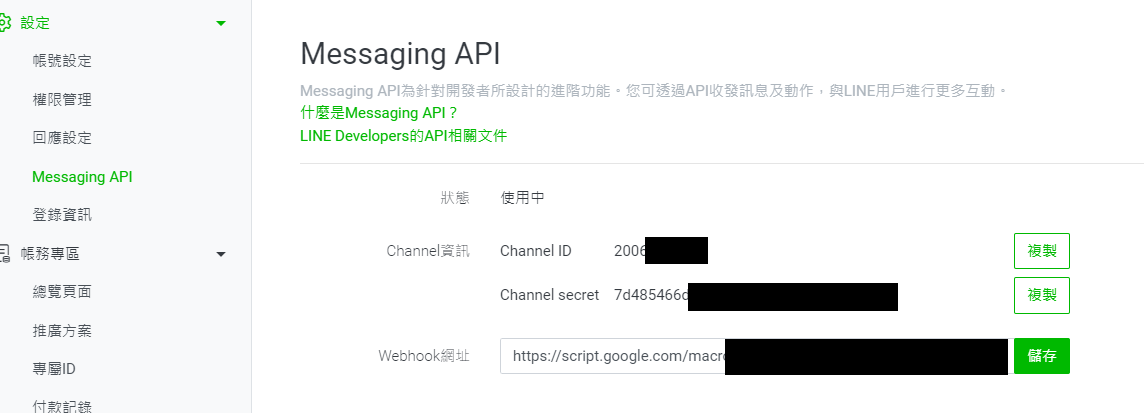 設定
帳號設定
權限管理
回應設定
Messaging API
登錄資訊
帳務專區
總覽頁面
推廣方案
專屬ID
付款記錄
Messaging API
Messaging API為針對開發者所設計的進階功能。您可透過API收發訊息及動作，與LINE用戶進行更多互動。
什麼是Messaging API？
LINE Developers的API相關文件
狀態 使用中
Channel資訊 Channel ID 2006 複製
Channel secret 7d485466d 複製
Webhook網址 https://script.google.com/macro 儲存